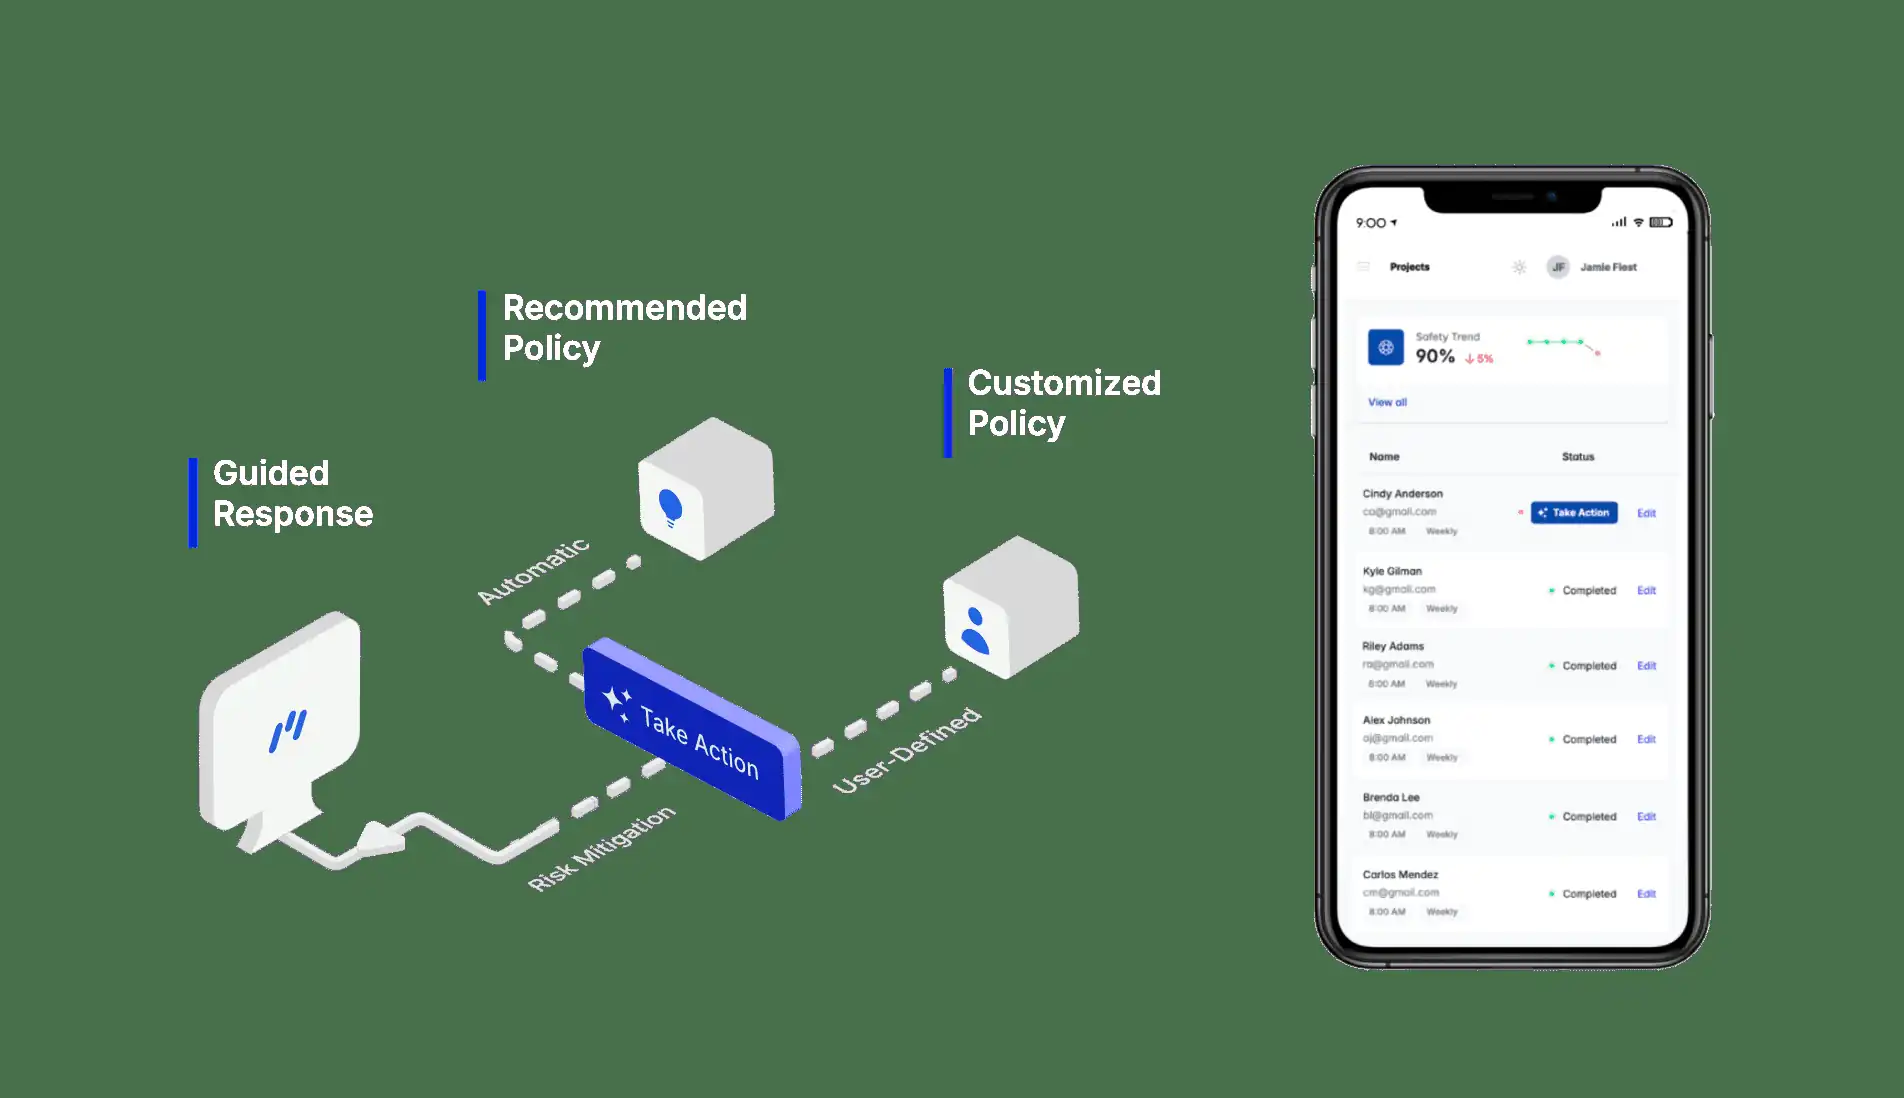 Recommended
Policy
Customized
Policy
Guided
Response
Automatic
Take Action
User-Defined
Risk Mitigation
9:00
Projects
JF
Jamie Fiest
Safety Trend
90% ↓5%
View all
Name
Status
Cindy Anderson
ca@gmail.com
8:00 AM Weekly
Take Action
Edit
Kyle Gilman
kg@gmail.com
8:00 AM Weekly
Completed
Edit
Riley Adams
ra@gmail.com
8:00 AM Weekly
Completed
Edit
Alex Johnson
aj@gmail.com
8:00 AM Weekly
Completed
Edit
Brenda Lee
bl@gmail.com
8:00 AM Weekly
Completed
Edit
Carlos Mendez
cm@gmail.com
8:00 AM Weekly
Completed
Edit